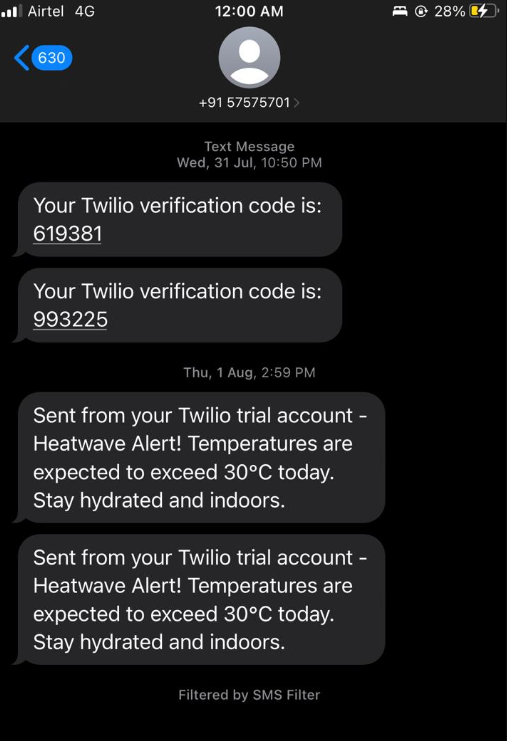 Airtel 4G 12:00 AM 28%
630
+91 57575701
Text Message
Wed, 31 Jul, 10:50 PM
Your Twilio verification code is:
619381
Your Twilio verification code is:
993225
Thu, 1 Aug, 2:59 PM
Sent from your Twilio trial account -
Heatwave Alert! Temperatures are
expected to exceed 30°C today.
Stay hydrated and indoors.
Sent from your Twilio trial account -
Heatwave Alert! Temperatures are
expected to exceed 30°C today.
Stay hydrated and indoors.
Filtered by SMS Filter